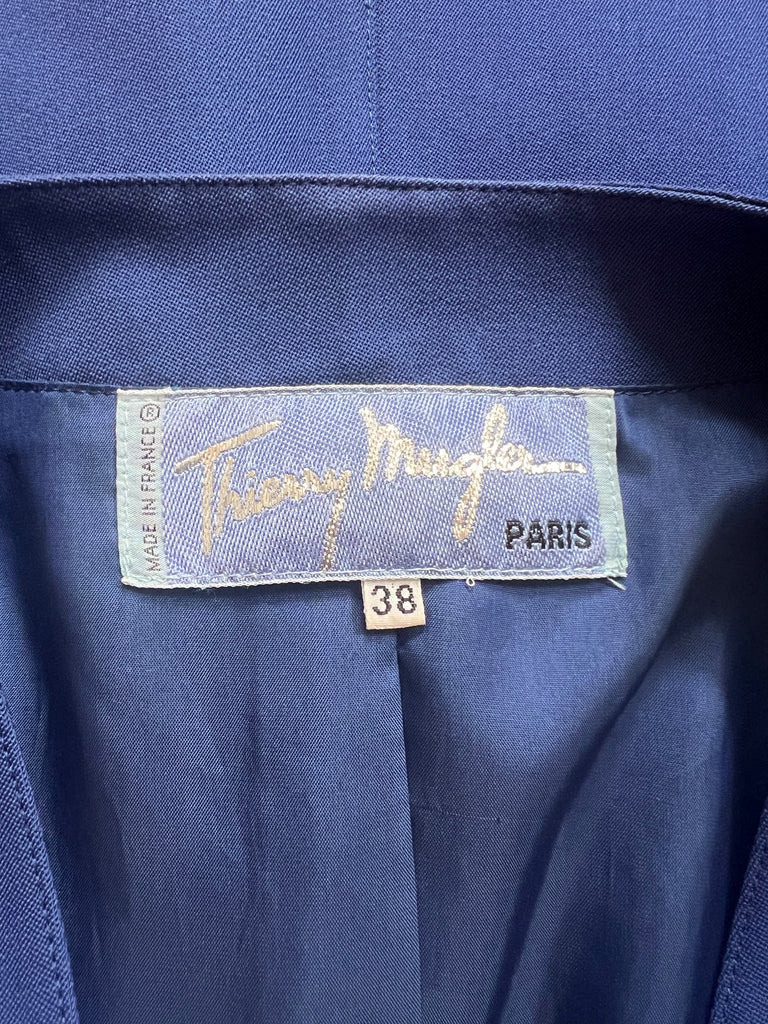 MADE IN FRANCE ®
Thierry Mugler
PARIS
38